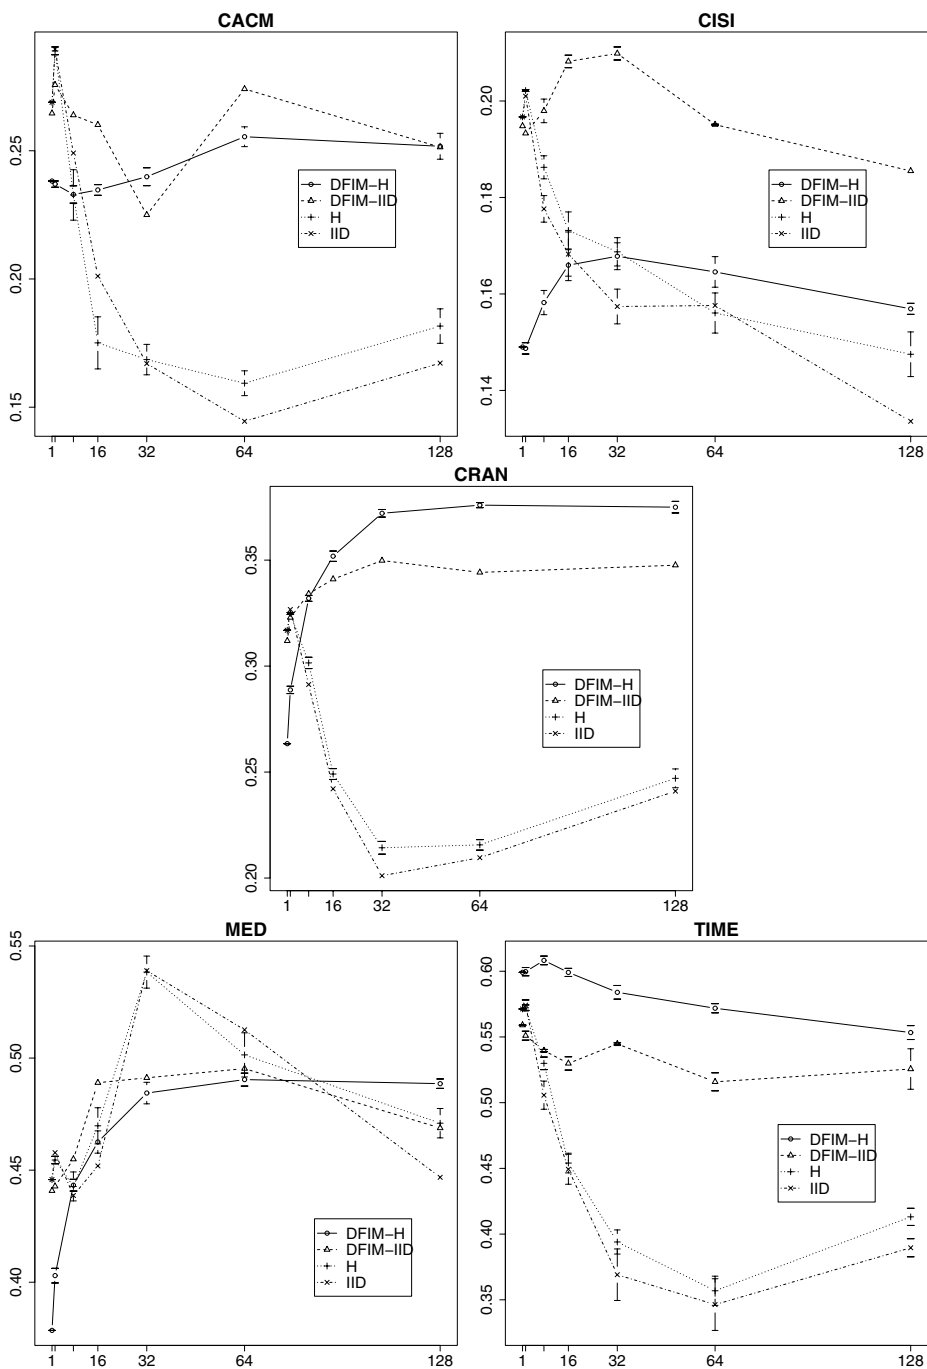 CACM
0.25
0.20
0.15
DFIM−H
DFIM−IID
H
IID
1 16 32 64 128
CISI
0.20
0.18
0.16
0.14
DFIM−H
DFIM−IID
H
IID
1 16 32 64 128
CRAN
0.35
0.30
0.25
0.20
DFIM−H
DFIM−IID
H
IID
1 16 32 64 128
MED
0.55
0.50
0.45
0.40
DFIM−H
DFIM−IID
H
IID
1 16 32 64 128
TIME
0.60
0.55
0.50
0.45
0.40
0.35
DFIM−H
DFIM−IID
H
IID
1 16 32 64 128